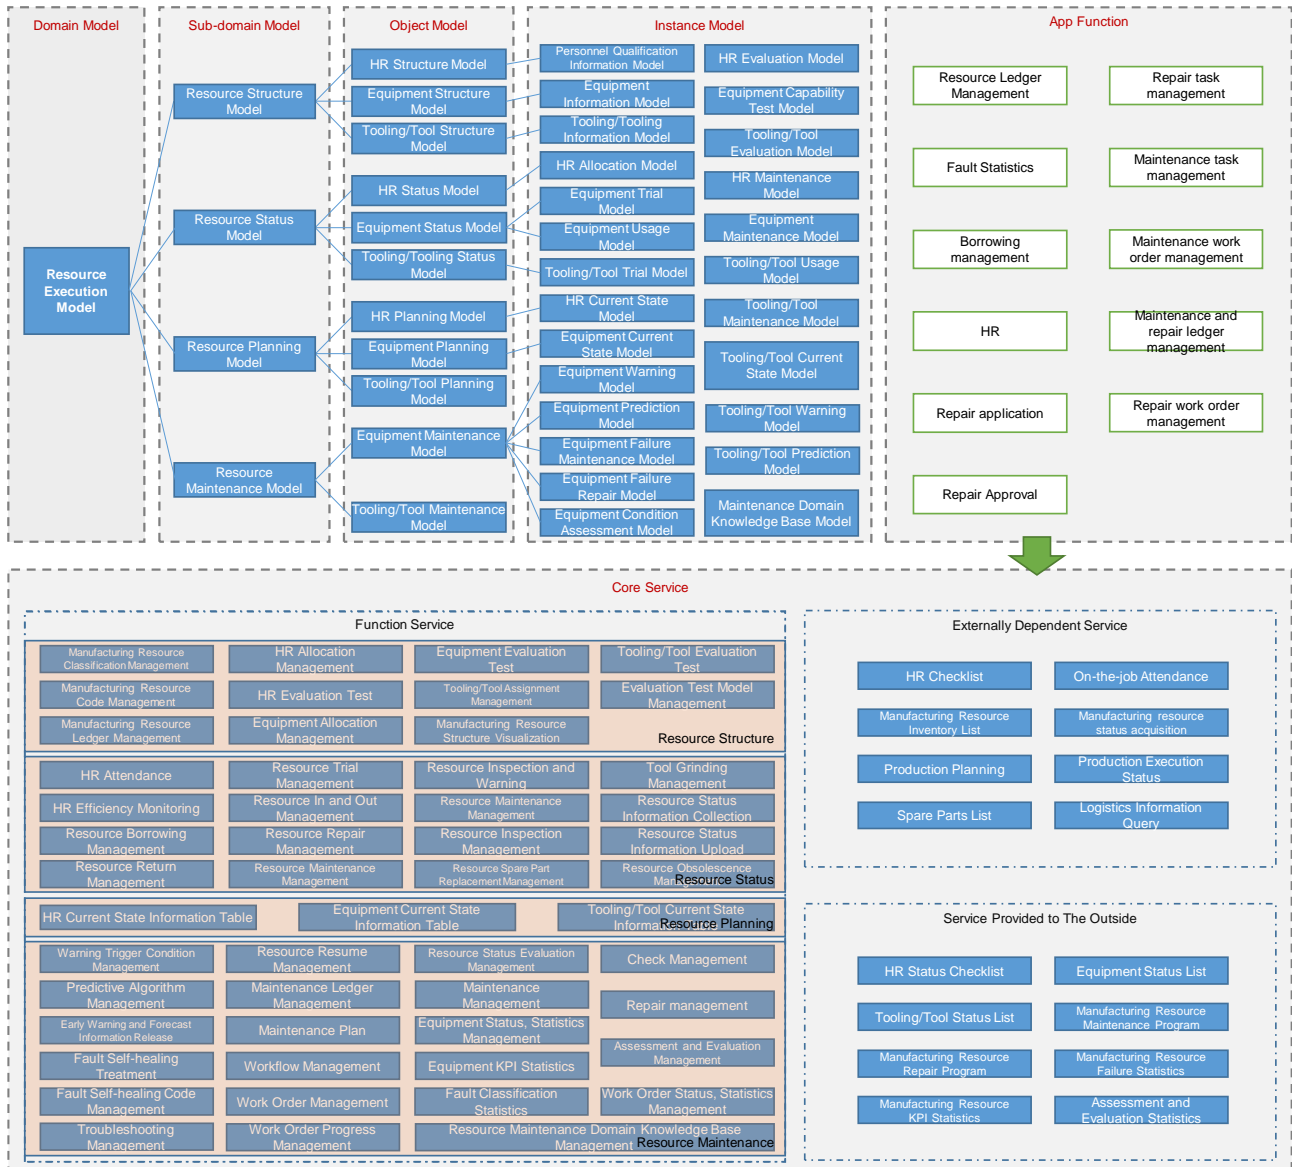 Domain Model
Resource
Execution
Model
Sub-domain Model
Resource Structure
Model
Resource Status
Model
Resource Planning
Model
Resource
Maintenance Model
Object Model
HR Structure Model
Equipment Structure
Model
Tooling/Tool Structure
Model
HR Status Model
Equipment Status Model
Tooling/Tooling Status
Model
HR Planning Model
Equipment Planning
Model
Tooling/Tool Planning
Model
Equipment Maintenance
Model
Tooling/Tool Maintenance
Model
Instance Model
Personnel Qualification
Information Model
Equipment
Information Model
Tooling/Tooling
Information Model
HR Allocation Model
Equipment Trial
Model
Equipment Usage
Model
Tooling/Tool Trial Model
HR Current State
Model
Equipment Current
State Model
Equipment Warning
Model
Equipment Prediction
Model
Equipment Failure
Maintenance Model
Equipment Failure
Repair Model
Equipment Condition
Assessment Model
HR Evaluation Model
Equipment Capability
Test Model
Tooling/Tool
Evaluation Model
HR Maintenance
Model
Equipment
Maintenance Model
Tooling/Tool Usage
Model
Tooling/Tool
Maintenance Model
Tooling/Tool Current
State Model
Tooling/Tool Warning
Model
Tooling/Tool Prediction
Model
Maintenance Domain
Knowledge Base Model
App Function
Resource Ledger
Management
Fault Statistics
Borrowing
management
HR
Repair application
Repair Approval
Repair task
management
Maintenance task
management
Maintenance work
order management
Maintenance and
repair ledger
management
Repair work order
management
Core Service
Function Service
Manufacturing Resource
Classification Management
HR Allocation
Management
Equipment Evaluation
Test
Tooling/Tool Evaluation
Test
Manufacturing Resource
Code Management
HR Evaluation Test
Tooling/Tool Assignment
Management
Evaluation Test Model
Management
Manufacturing Resource
Ledger Management
Equipment Allocation
Management
Manufacturing Resource
Structure Visualization
Resource Structure
HR Attendance
Resource Trial
Management
Resource Inspection and
Warning
Tool Grinding
Management
HR Efficiency Monitoring
Resource In and Out
Management
Resource Maintenance
Management
Resource Status
Information Collection
Resource Borrowing
Management
Resource Repair
Management
Resource Inspection
Management
Resource Status
Information Upload
Resource Return
Management
Resource Maintenance
Management
Resource Spare Part
Replacement Management
Resource Obsolescence
Management
Resource Status
HR Current State Information Table
Equipment Current State
Information Table
Tooling/Tool Current State
Information Table
Resource Planning
Warning Trigger Condition
Management
Resource Resume
Management
Resource Status Evaluation
Management
Check Management
Predictive Algorithm
Management
Maintenance Ledger
Management
Maintenance
Management
Repair management
Early Warning and Forecast
Information Release
Maintenance Plan
Equipment Status, Statistics
Management
Assessment and Evaluation
Management
Fault Self-healing
Treatment
Workflow Management
Equipment KPI Statistics
Fault Self-healing Code
Management
Work Order Management
Fault Classification
Statistics
Work Order Status, Statistics
Management
Troubleshooting
Management
Work Order Progress
Management
Resource Maintenance Domain Knowledge Base
Management
Resource Maintenance
Externally Dependent Service
HR Checklist
On-the-job Attendance
Manufacturing Resource
Inventory List
Manufacturing resource
status acquisition
Production Planning
Production Execution
Status
Spare Parts List
Logistics Information
Query
Service Provided to The Outside
HR Status Checklist
Equipment Status List
Tooling/Tool Status List
Manufacturing Resource
Maintenance Program
Manufacturing Resource
Repair Program
Manufacturing Resource
Failure Statistics
Manufacturing Resource
KPI Statistics
Assessment and
Evaluation Statistics